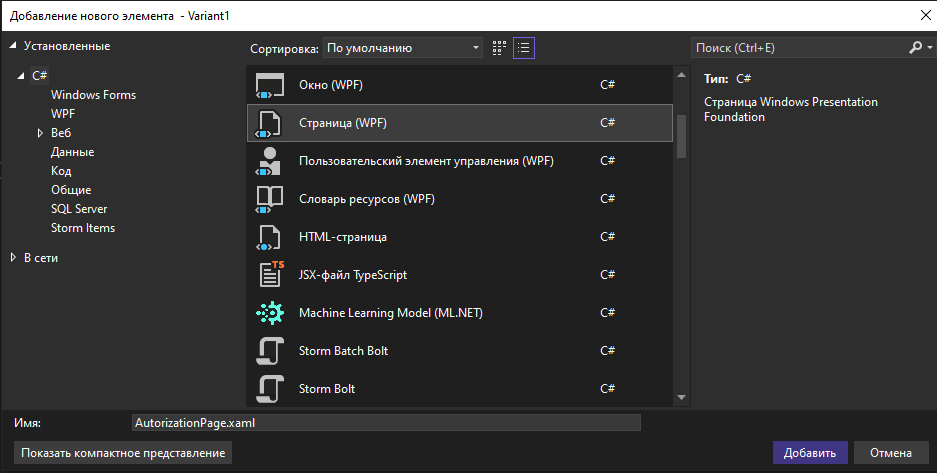 Добавление нового элемента - Variant1
Установленные
C#
Windows Forms
WPF
Веб
Данные
Код
Общие
SQL Server
Storm Items
В сети
Сортировка: По умолчанию
Окно (WPF) C#
Страница (WPF) C#
Пользовательский элемент управления (WPF) C#
Словарь ресурсов (WPF) C#
HTML-страница C#
TS
JSX-файл TypeScript C#
Machine Learning Model (ML.NET) C#
Storm Batch Bolt C#
Storm Bolt C#
Поиск (Ctrl+E)
Тип: C#
Страница Windows Presentation
Foundation
Имя: AutorizationPage.xaml
Показать компактное представление
Добавить
Отмена